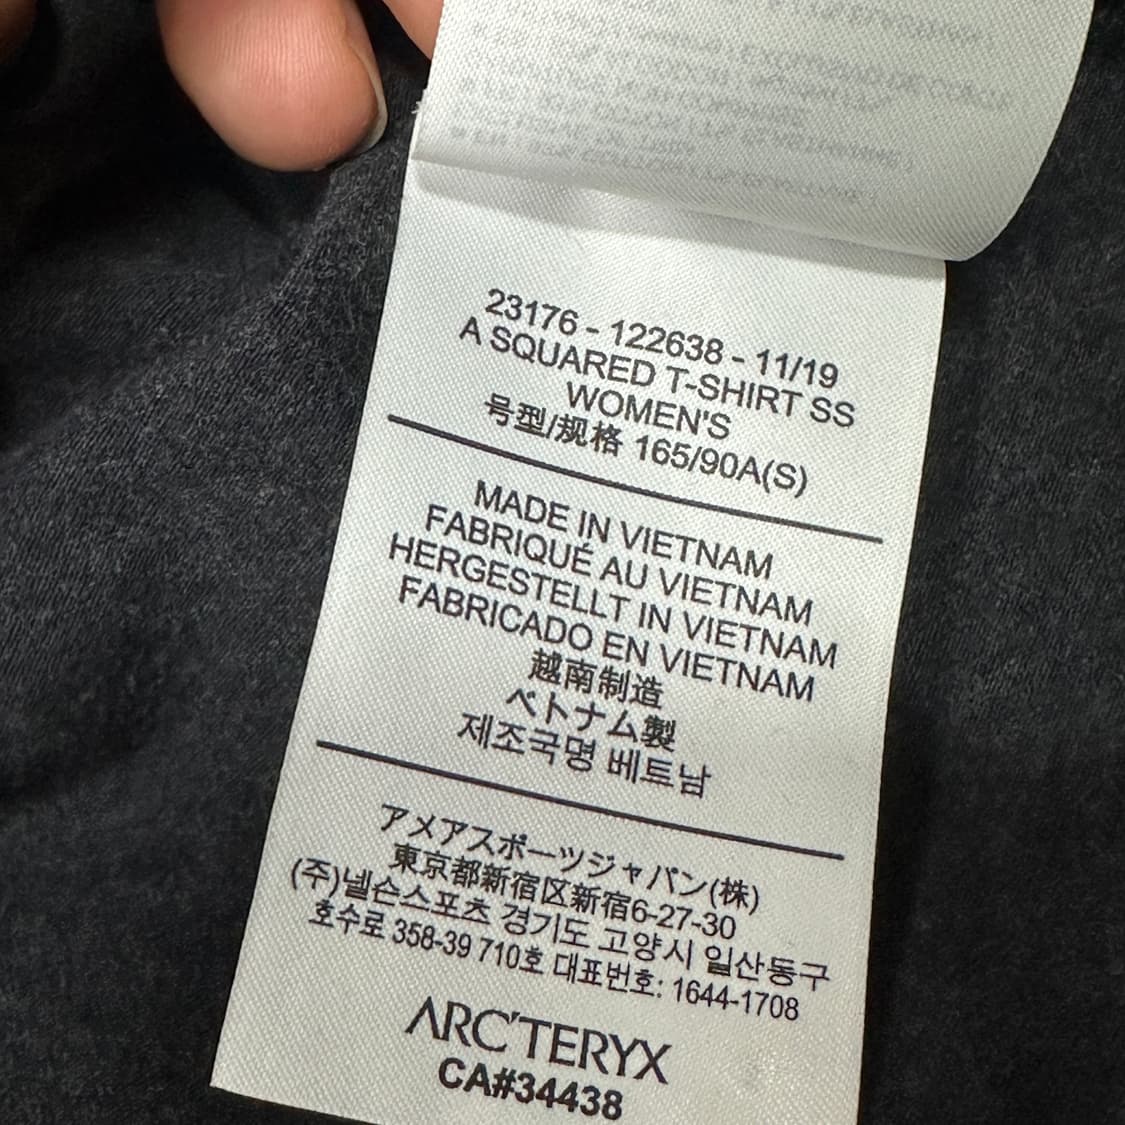 23176 - 122638 - 11/19
A SQUARED T-SHIRT SS
WOMEN'S
号型/规格 165/90A(S)
MADE IN VIETNAM
FABRIQUÉ AU VIETNAM
HERGESTELLT IN VIETNAM
FABRICADO EN VIETNAM
越南制造
ベトナム製
제조국명 베트남
アメアスポーツジャパン(株)
東京都新宿区新宿6-27-30
(주)넬슨스포츠 경기도 고양시 일산동구
호수로 358-39 710호 대표번호: 1644-1708
ARC'TERYX
CA#34438